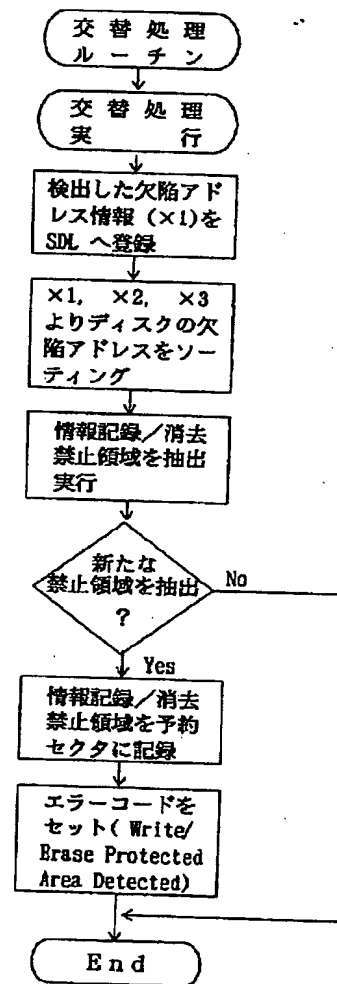 交替処理
ルーチン
交替処理
実行
検出した欠陥アド
レス情報(×1)を
SDL へ登録
×1, ×2, ×3
よりディスクの欠
陥アドレスをソー
ティング
情報記録/消去
禁止領域を抽出
実行
新たな
禁止領域を抽出
?
No
Yes
情報記録/消去
禁止領域を予約
セクタに記録
エラーコードを
セット( Write/
Erase Protected
Area Detected)
End